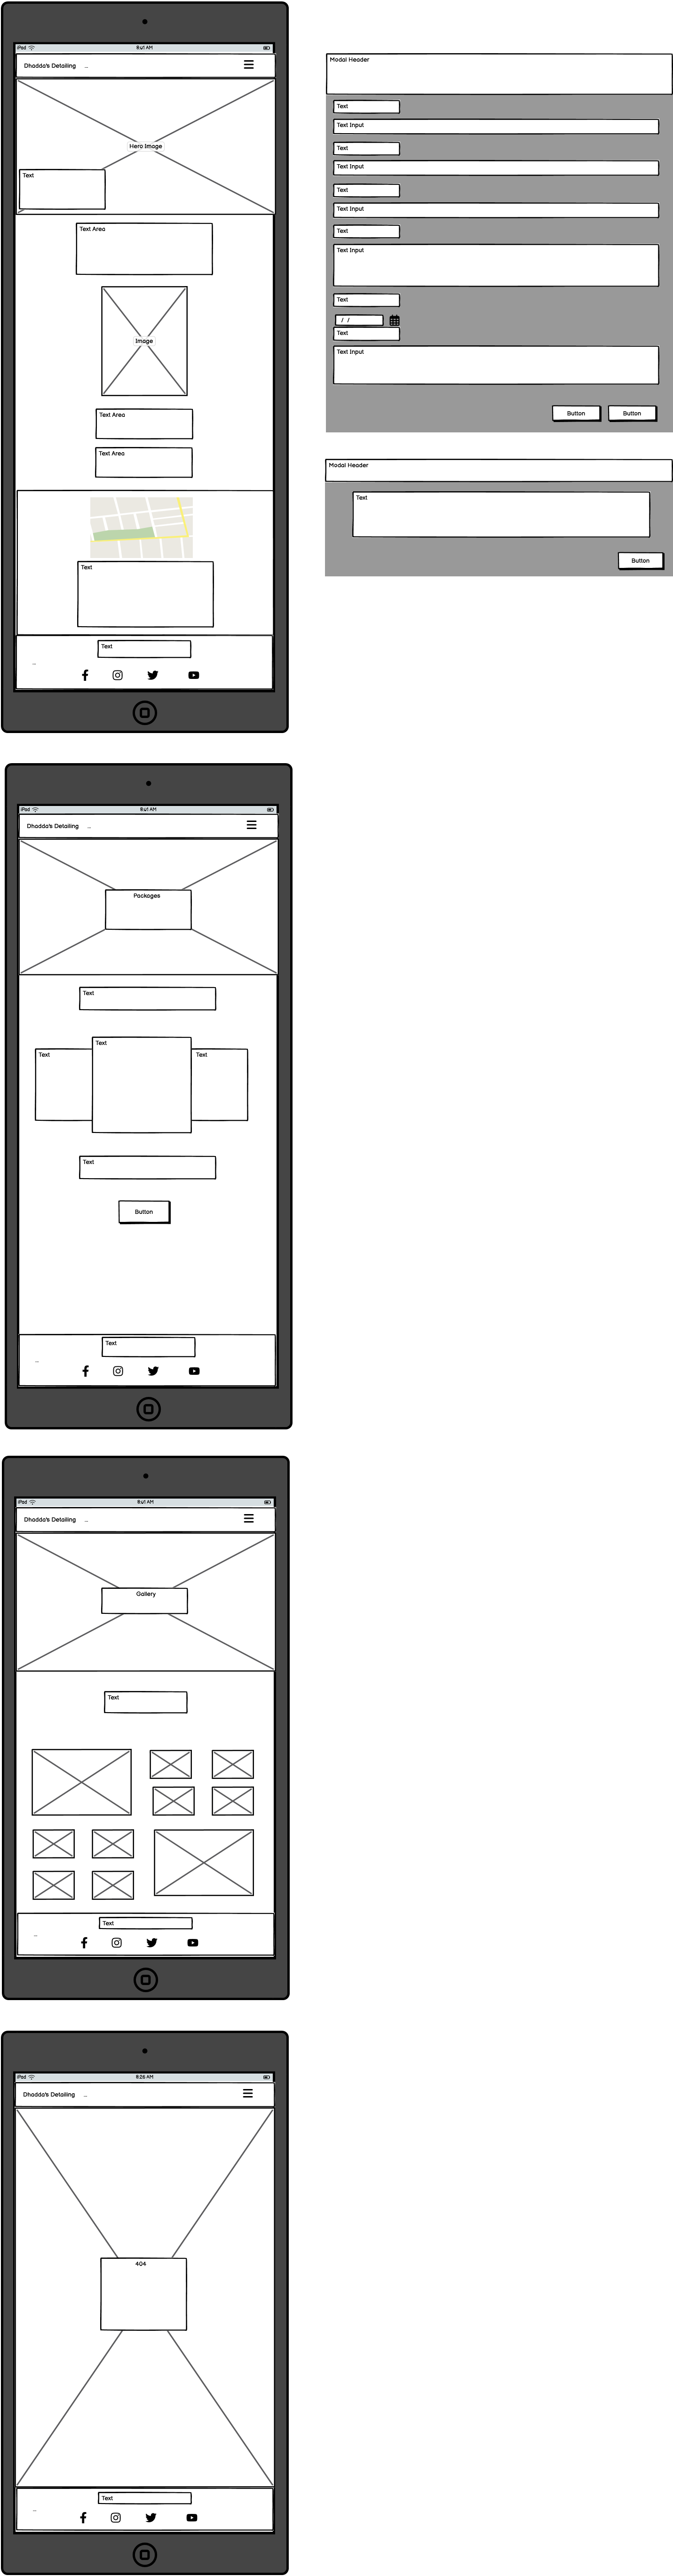 iPad 8:41 AM
Dhadda's Detailing ...
Hero Image
Text
Text Area
Image
Text Area
Text Area
Text
Text
Modal Header
Text
Text Input
Text
Text Input
Text
Text Input
Text
Text Input
Text
/ /
Text
Text Input
Button Button
Modal Header
Text
Button
iPad 8:41 AM
Dhadda's Detailing ...
Packages
Text
Text
Text
Text
Text
Button
Text
iPad 8:41 AM
Dhadda's Detailing ...
Gallery
Text
Text
iPad 8:26 AM
Dhadda's Detailing ...
404
Text